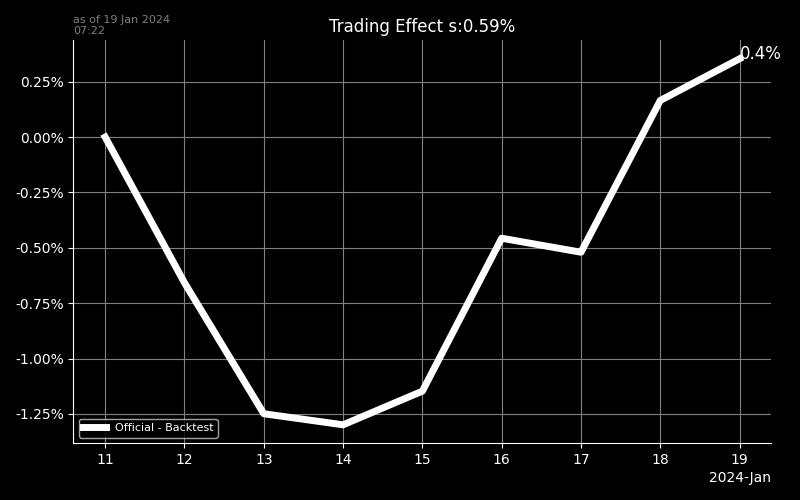 as of 19 Jan 2024
07:22
Trading Effect s:0.59%
0.4%
0.25%
0.00%
-0.25%
-0.50%
-0.75%
-1.00%
-1.25%
Official - Backtest
11 12 13 14 15 16 17 18 19
2024-Jan